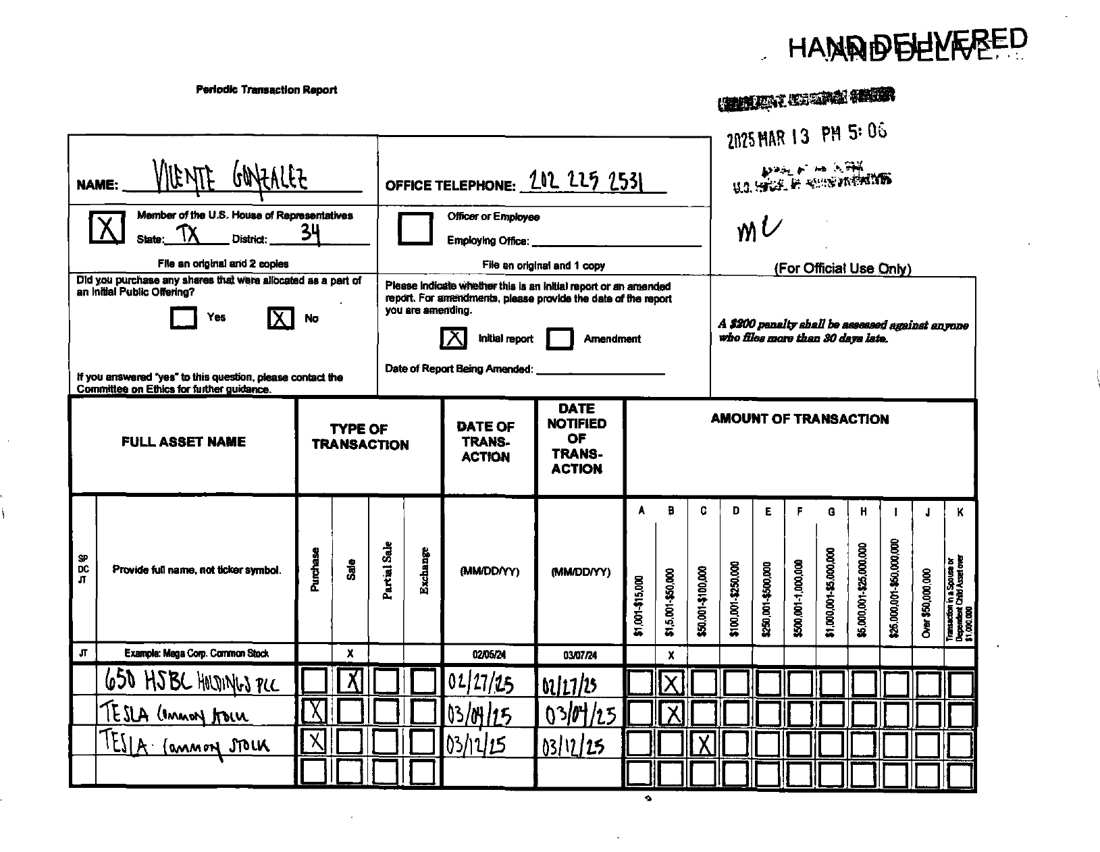 HAND DELIVERED
AND DELIVE
Periodic Transaction Report
2025 MAR 13 PM 5:06
NAME: VICENTE GONZALEZ
OFFICE TELEPHONE: 202 225 2531
U.S.
MC
(For Official Use Only)
X Member of the U.S. House of Representatives
State: TX District: 34
File an original and 2 copies
Officer or Employee
Employing Office:
File an original and 1 copy
Did you purchase any shares that were allocated as a part of
an Initial Public Offering?
Yes X No
If you answered "yes" to this question, please contact the
Committee on Ethics for further guidance.
Please indicate whether this is an initial report or an amended
report. For amendments, please provide the date of the report
you are amending.
X Initial report Amendment
Date of Report Being Amended:
A $200 penalty shall be assessed against anyone
who files more than 30 days late.
FULL ASSET NAME
TYPE OF
TRANSACTION
DATE OF
TRANS-
ACTION
DATE
NOTIFIED
OF
TRANS-
ACTION
AMOUNT OF TRANSACTION
SP
DC
JT
Provide full name, not ticker symbol.
Purchase
Sale
Partial Sale
Exchange
(MM/DD/YY)
(MM/DD/YY)
A B C D E F G H I J K
$1,001-$15,000
$1,5,001-$50,000
$50,001-$100,000
$100,001-$250,000
$250,001-$500,000
$500,001-1,000,000
$1,000,001-$5,000,000
$5,000,001-$25,000,000
$25,000,001-$50,000,000
Over $50,000,000
Transaction in a Spouse or
Dependent Child Asset over
$1,000,000
JT Example: Mega Corp. Common Stock X 02/05/24 03/07/24 X
650 HSBC HOLDINGS PLC X 02/27/25 02/27/25 X
TESLA Common Stock X 03/04/25 03/04/25 X
TESLA Common STOCK X 03/12/25 03/12/25 X